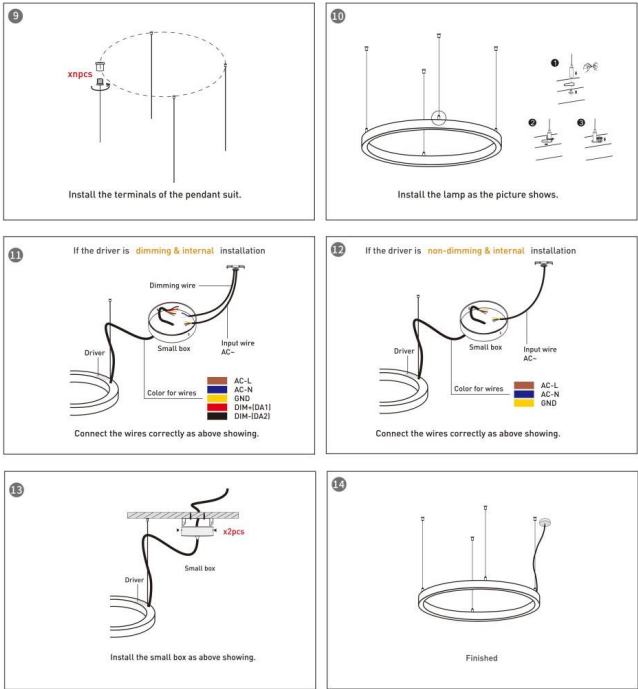 9
xnpcs
Install the terminals of the pendant suit.
10
1
2
3
Install the lamp as the picture shows.
11
If the driver is dimming & internal installation
Dimming wire
Small box
Input wire
AC~
Driver
Color for wires
AC-L
AC-N
GND
DIM+(DA1)
DIM-(DA2)
Connect the wires correctly as above showing.
12
If the driver is non-dimming & internal installation
Small box
Input wire
AC~
Driver
Color for wires
AC-L
AC-N
GND
Connect the wires correctly as above showing.
13
x2pcs
Small box
Driver
Install the small box as above showing.
14
Finished